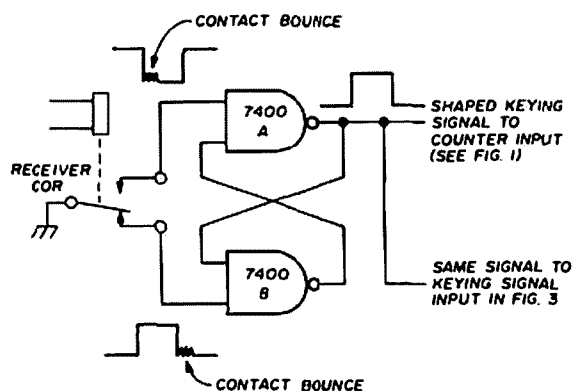 CONTACT BOUNCE
7400
A
SHAPED KEYING
SIGNAL TO
COUNTER INPUT
(SEE FIG. 1)
RECEIVER
COR
7400
B
SAME SIGNAL TO
KEYING SIGNAL
INPUT IN FIG. 3
CONTACT BOUNCE